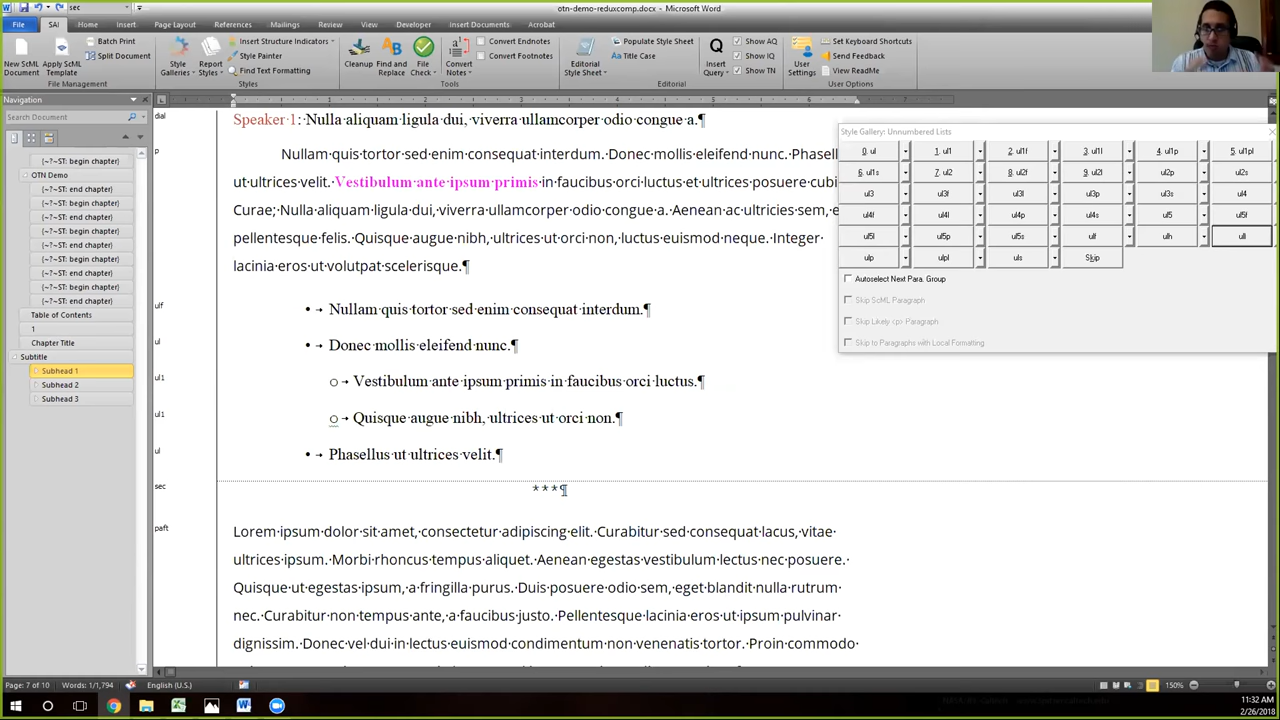 sec
otn-demo-reduxcomp.docx - Microsoft Word
File SAI Home Insert Page Layout References Mailings Review View Developer Insert Documents Acrobat
New ScML Document
Apply ScML Template
Batch Print
Split Document
File Management
Style Galleries
Report Styles
Insert Structure Indicators
Style Painter
Find Text Formatting
Styles
Cleanup
Find and Replace
File Check
Convert Notes
Convert Endnotes
Convert Footnotes
Tools
Editorial Style Sheet
Populate Style Sheet
Title Case
Editorial
Insert Query
Show AQ
Show IQ
Show TN
User Settings
Set Keyboard Shortcuts
Send Feedback
View ReadMe
User Options
Navigation
Search Document
(~?~ST: begin chapter)
OTN Demo
(~?~ST: end chapter)
(~?~ST: begin chapter)
(~?~ST: end chapter)
(~?~ST: begin chapter)
(~?~ST: end chapter)
(~?~ST: begin chapter)
(~?~ST: end chapter)
(~?~ST: begin chapter)
(~?~ST: end chapter)
Table of Contents
1
Chapter Title
Subtitle
Subhead 1
Subhead 2
Subhead 3
dial
Speaker·1:·Nulla·aliquam·ligula·dui,·viverra·ullamcorper·odio·congue·a.¶
p
Nullam·quis·tortor·sed·enim·consequat·interdum.·Donec·mollis·eleifend·nunc.·Phasell
ut·ultrices·velit.·Vestibulum·ante·ipsum·primis·in·faucibus·orci·luctus·et·ultrices·posuere·cubi
Curae;·Nulla·aliquam·ligula·dui,·viverra·ullamcorper·odio·congue·a.·Aenean·ac·ultricies·sem,
pellentesque·felis.·Quisque·augue·nibh,·ultrices·ut·orci·non,·luctus·euismod·neque.·Integer·
lacinia·eros·ut·volutpat·scelerisque.¶
ulf
•→Nullam·quis·tortor·sed·enim·consequat·interdum.¶
ul
•→Donec·mollis·eleifend·nunc.¶
ul1
o→Vestibulum·ante·ipsum·primis·in·faucibus·orci·luctus.¶
ul1
o→Quisque·augue·nibh,·ultrices·ut·orci·non.¶
ul
•→Phasellus·ut·ultrices·velit.¶
sec
***¶
paft
Lorem·ipsum·dolor·sit·amet,·consectetur·adipiscing·elit.·Curabitur·sed·consequat·lacus,·vitae·
ultrices·ipsum.·Morbi·rhoncus·tempus·aliquet.·Aenean·egestas·vestibulum·lectus·nec·posuere.·
Quisque·ut·egestas·ipsum,·a·fringilla·purus.·Duis·posuere·odio·sem,·eget·blandit·nulla·rutrum·
nec.·Curabitur·non·tempus·ante,·a·faucibus·justo.·Pellentesque·lacinia·eros·ut·ipsum·pulvinar·
dignissim.·Donec·vel·dui·in·lectus·euismod·condimentum·non·venenatis·tortor.·Proin·commodo·
Style Gallery: Unnumbered Lists
0. ul 1. ul1 2. ul1f 3. ul1l 4. ul1p 5. ul1pl
6. ul1s 7. ul2 8. ul2f 9. ul2l ul2p ul2s
ul3 ul3f ul3l ul3p ul3s ul4
ul4f ul4l ul4p ul4s ul5 ul5f
ul5l ul5p ul5s ulf ulh ull
ulp ulpl uls Skip
Autoselect Next Para. Group
Skip ScML Paragraph
Skip Likely <p> Paragraph
Skip to Paragraphs with Local Formatting
Page: 7 of 10 Words: 1/1,794 English (U.S.) 150%
11:32 AM
2/26/2018